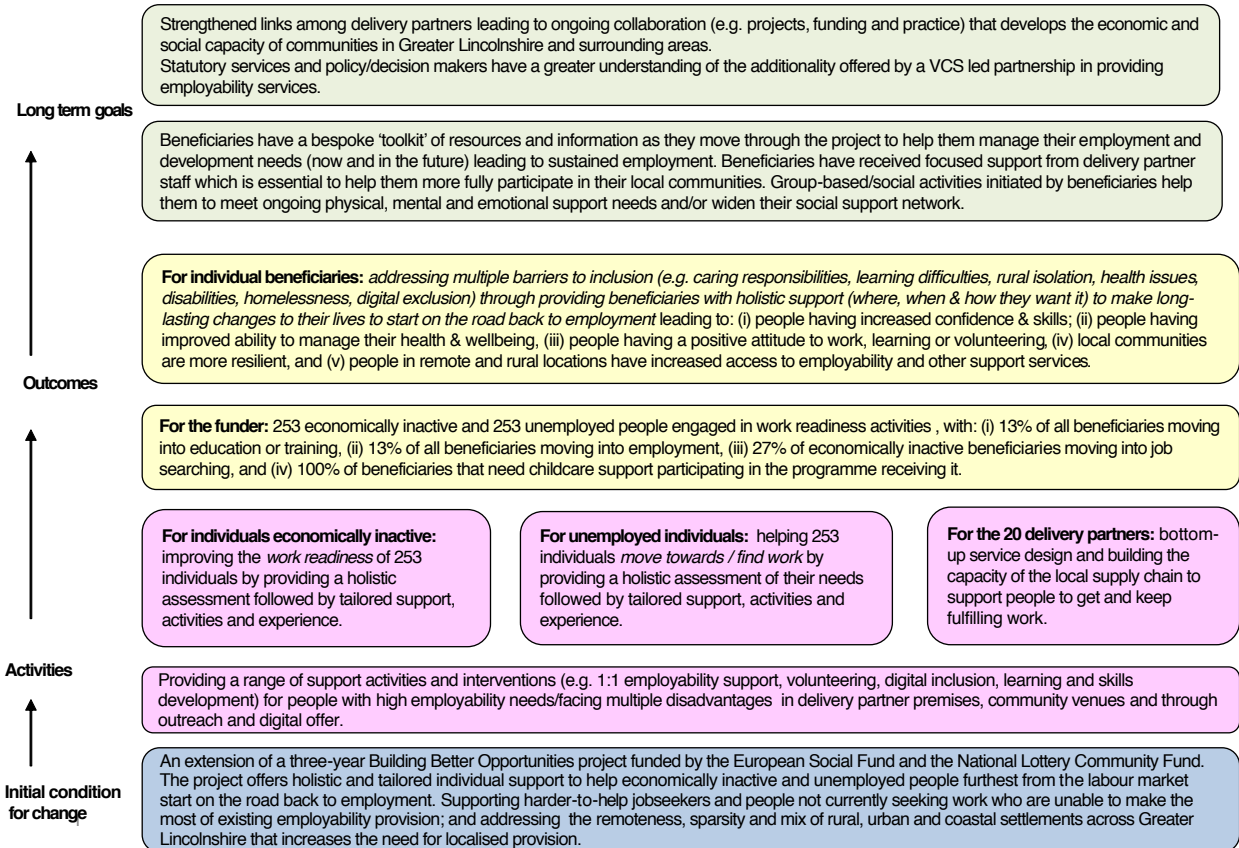 Strengthened links among delivery partners leading to ongoing collaboration (e.g. projects, funding and practice) that develops the economic and
social capacity of communities in Greater Lincolnshire and surrounding areas.
Statutory services and policy/decision makers have a greater understanding of the additionality offered by a VCS led partnership in providing
employability services.
Long term goals
Beneficiaries have a bespoke ‘toolkit’ of resources and information as they move through the project to help them manage their employment and
development needs (now and in the future) leading to sustained employment. Beneficiaries have received focused support from delivery partner
staff which is essential to help them more fully participate in their local communities. Group-based/social activities initiated by beneficiaries help
them to meet ongoing physical, mental and emotional support needs and/or widen their social support network.
For individual beneficiaries: addressing multiple barriers to inclusion (e.g. caring responsibilities, learning difficulties, rural isolation, health issues,
disabilities, homelessness, digital exclusion) through providing beneficiaries with holistic support (where, when & how they want it) to make long-
lasting changes to their lives to start on the road back to employment leading to: (i) people having increased confidence & skills; (ii) people having
improved ability to manage their health & wellbeing, (iii) people having a positive attitude to work, learning or volunteering, (iv) local communities
are more resilient, and (v) people in remote and rural locations have increased access to employability and other support services.
Outcomes
For the funder: 253 economically inactive and 253 unemployed people engaged in work readiness activities , with: (i) 13% of all beneficiaries moving
into education or training, (ii) 13% of all beneficiaries moving into employment, (iii) 27% of economically inactive beneficiaries moving into job
searching, and (iv) 100% of beneficiaries that need childcare support participating in the programme receiving it.
For individuals economically inactive:
improving the work readiness of 253
individuals by providing a holistic
assessment followed by tailored support,
activities and experience.
For unemployed individuals: helping 253
individuals move towards / find work by
providing a holistic assessment of their needs
followed by tailored support, activities and
experience.
For the 20 delivery partners: bottom-
up service design and building the
capacity of the local supply chain to
support people to get and keep
fulfilling work.
Activities
Providing a range of support activities and interventions (e.g. 1:1 employability support, volunteering, digital inclusion, learning and skills
development) for people with high employability needs/facing multiple disadvantages in delivery partner premises, community venues and through
outreach and digital offer.
Initial condition
for change
An extension of a three-year Building Better Opportunities project funded by the European Social Fund and the National Lottery Community Fund.
The project offers holistic and tailored individual support to help economically inactive and unemployed people furthest from the labour market
start on the road back to employment. Supporting harder-to-help jobseekers and people not currently seeking work who are unable to make the
most of existing employability provision; and addressing the remoteness, sparsity and mix of rural, urban and coastal settlements across Greater
Lincolnshire that increases the need for localised provision.